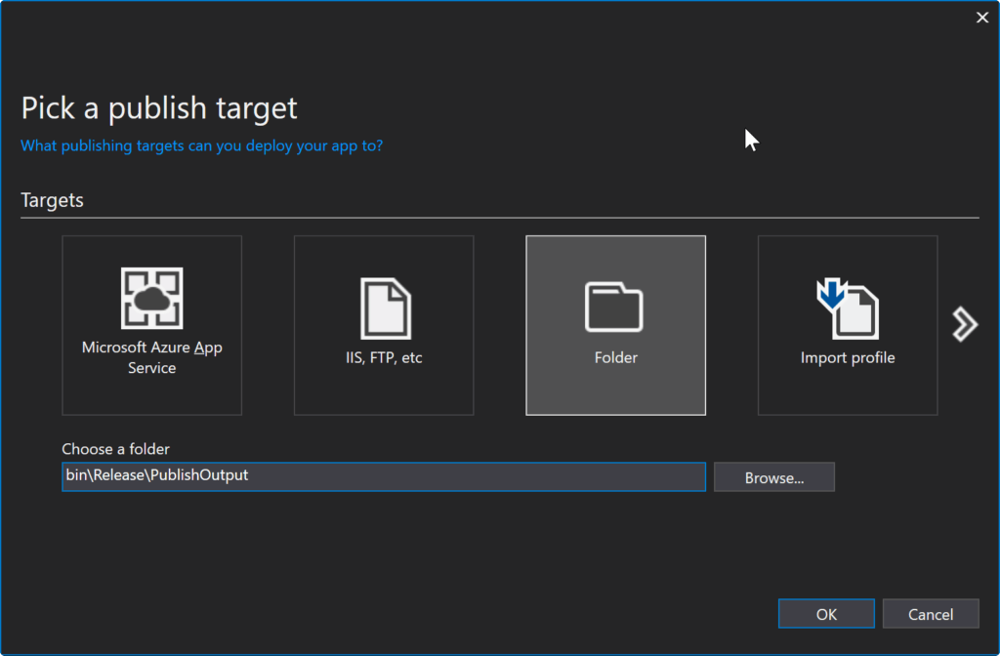 Pick a publish target
What publishing targets can you deploy your app to?
Targets
Microsoft Azure App
Service
IIS, FTP, etc
Folder
Import profile
Choose a folder
bin\Release\PublishOutput
Browse...
OK
Cancel